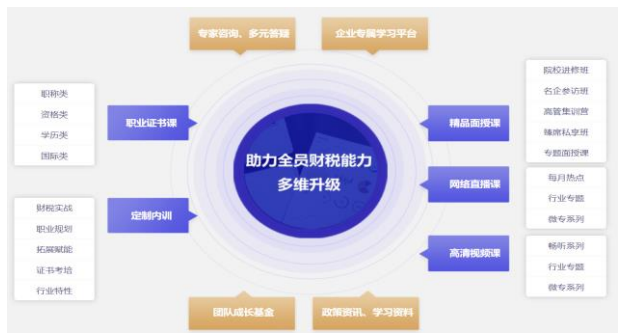 专家咨询、多元答疑
企业专属学习平台
职称类
资格类
学历类
国际类
职业证书课
财税实战
职业规划
拓展赋能
证书考培
行业特性
定制内训
助力全员财税能力
多维升级
精品面授课
院校进修班
名企参访班
高管集训营
臻席私享班
专题面授课
网络直播课
每月热点
行业专题
微专系列
高清视频课
畅听系列
行业专题
微专系列
团队成长基金
政策资讯、学习资料